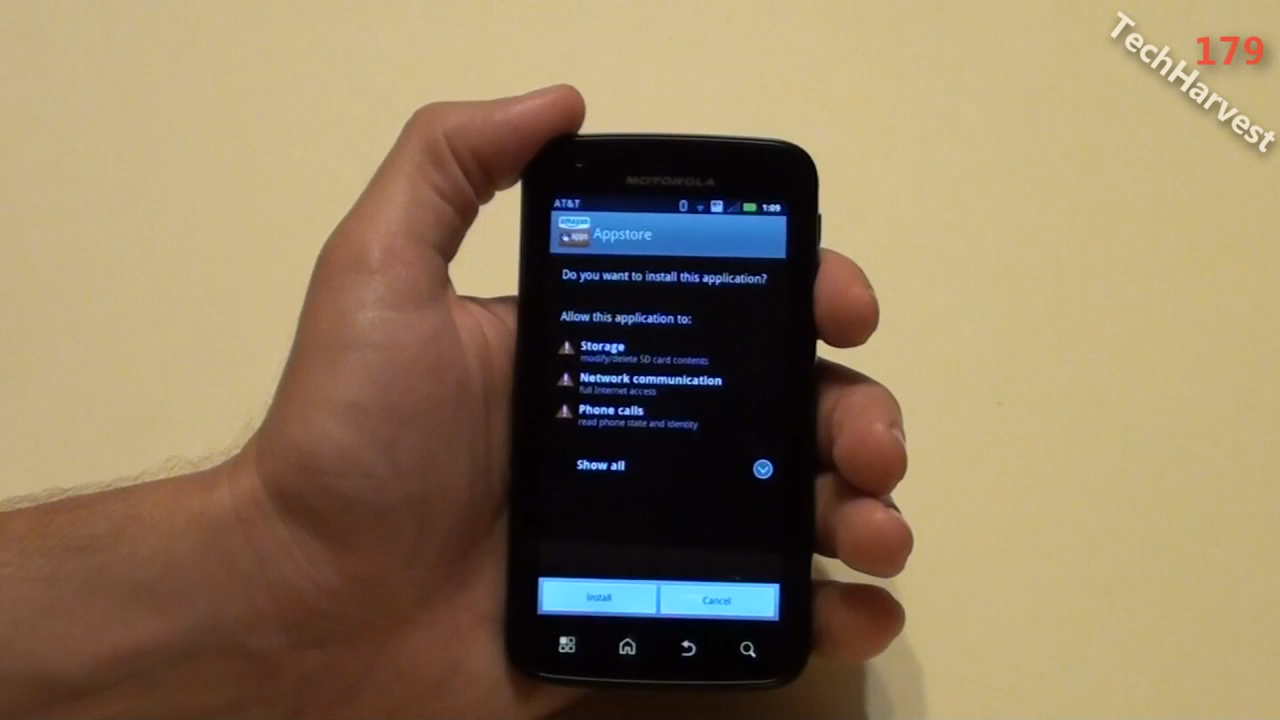 TechHarvest
179
MOTOROLA
AT&T 1:09
amazon
apps
Appstore
Do you want to install this application?
Allow this application to:
Storage
modify/delete SD card contents
Network communication
full Internet access
Phone calls
read phone state and identity
Show all
Install Cancel